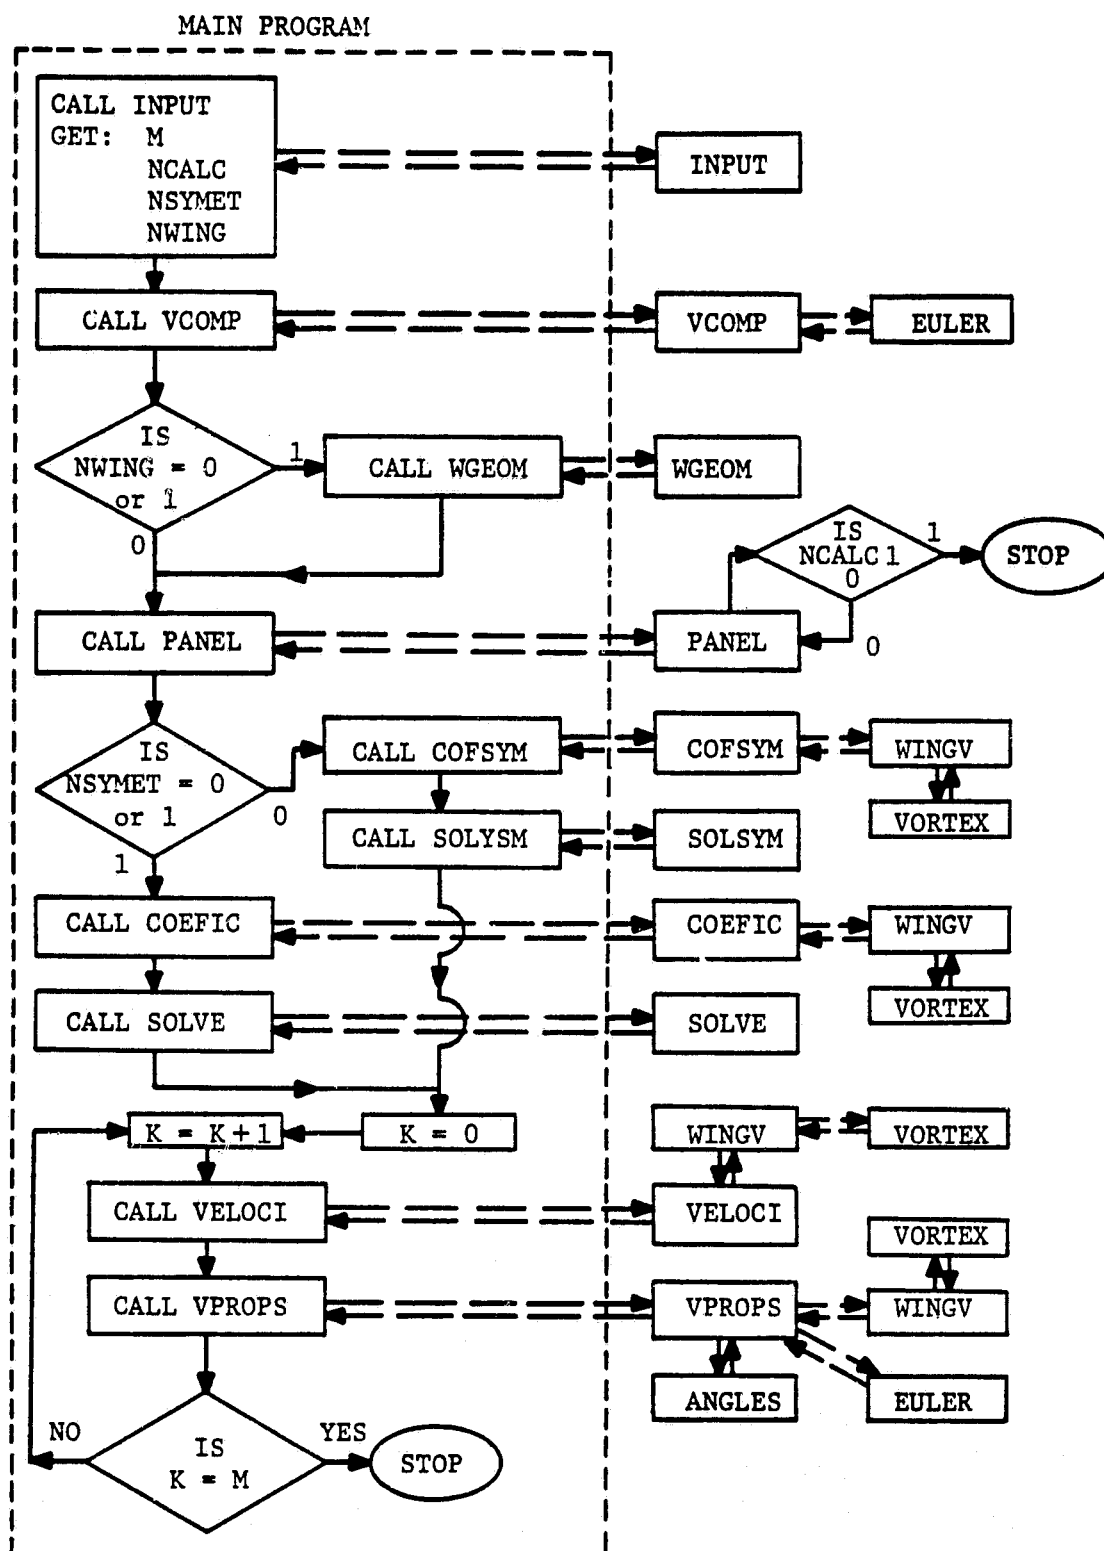 MAIN PROGRAM
CALL INPUT
GET: M
NCALC
NSYMET
NWING
INPUT
CALL VCOMP
VCOMP
EULER
IS
NWING = 0
or 1
1
0
CALL WGEOM
WGEOM
IS
NCALC 1
0
1
STOP
0
CALL PANEL
PANEL
IS
NSYMET = 0
or 1
0
1
CALL COFSYM
COFSYM
WINGV
VORTEX
CALL SOLYSM
SOLSYM
CALL COEFIC
COEFIC
WINGV
VORTEX
CALL SOLVE
SOLVE
K = K+1
K = 0
WINGV
VORTEX
CALL VELOCI
VELOCI
VORTEX
CALL VPROPS
VPROPS
WINGV
ANGLES
EULER
NO
IS
K = M
YES
STOP